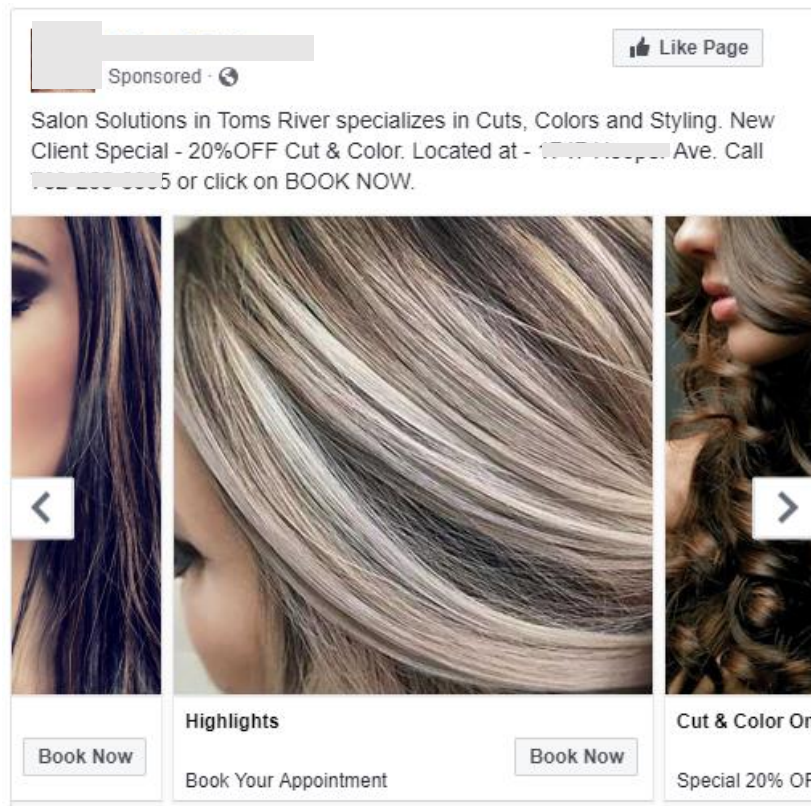 Like Page
Sponsored ·
Salon Solutions in Toms River specializes in Cuts, Colors and Styling. New
Client Special - 20%OFF Cut & Color. Located at - Ave. Call
5 or click on BOOK NOW.
Book Now
Highlights
Book Now
Book Your Appointment
Cut & Color
Special 20%